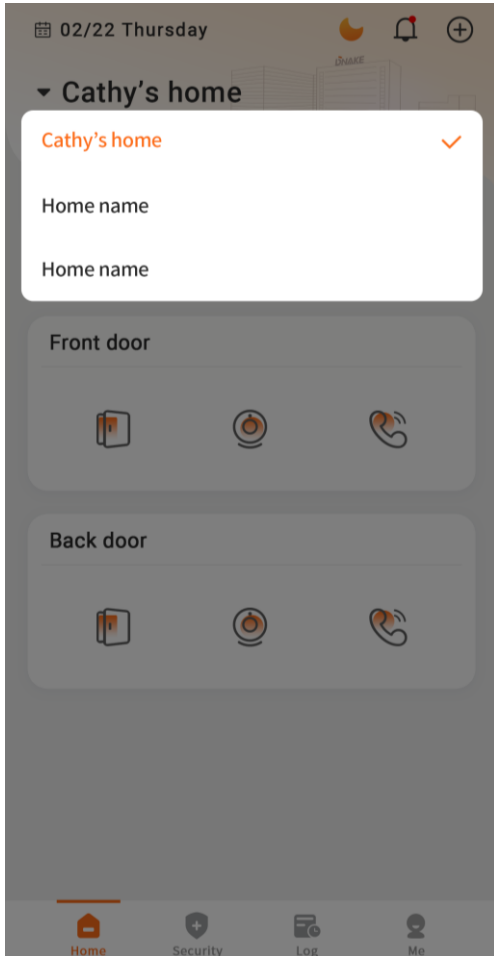 02/22 Thursday
DNAKE
Cathy’s home
Cathy’s home
Home name
Home name
Front door
Back door
Home
Security
Log
Me